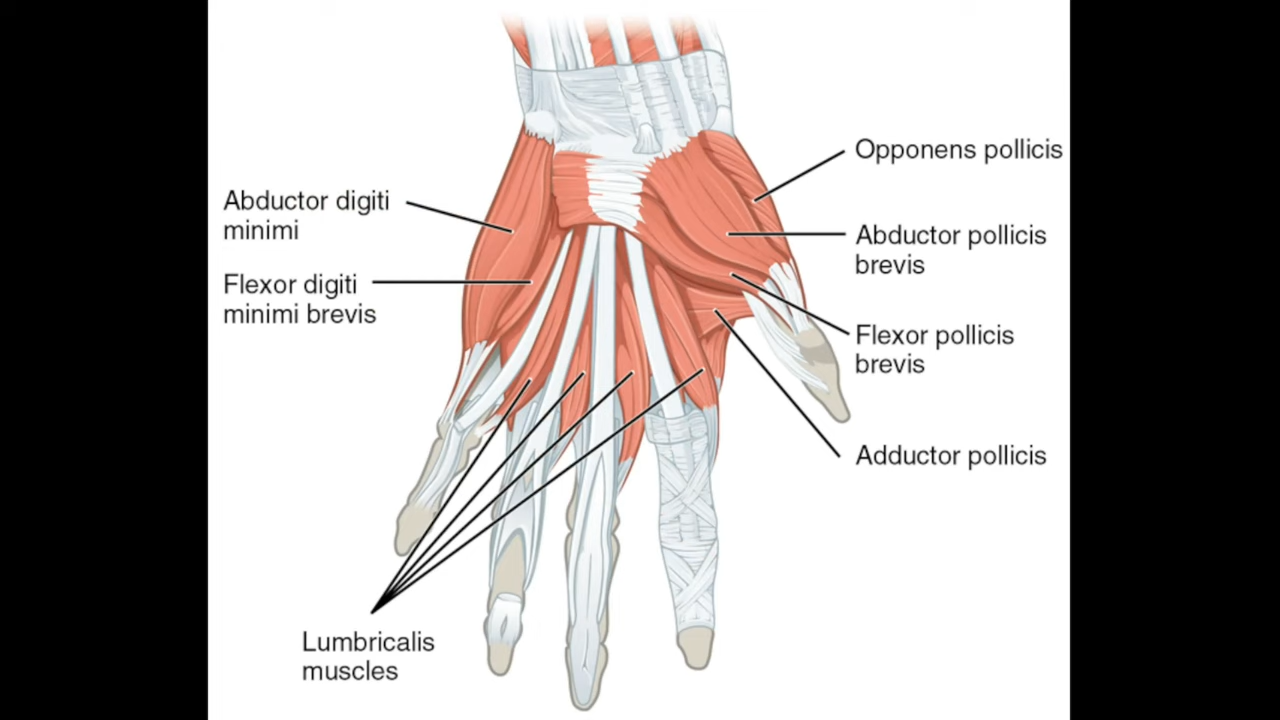 Opponens pollicis
Abductor digiti
minimi
Abductor pollicis
brevis
Flexor digiti
minimi brevis
Flexor pollicis
brevis
Adductor pollicis
Lumbricalis
muscles